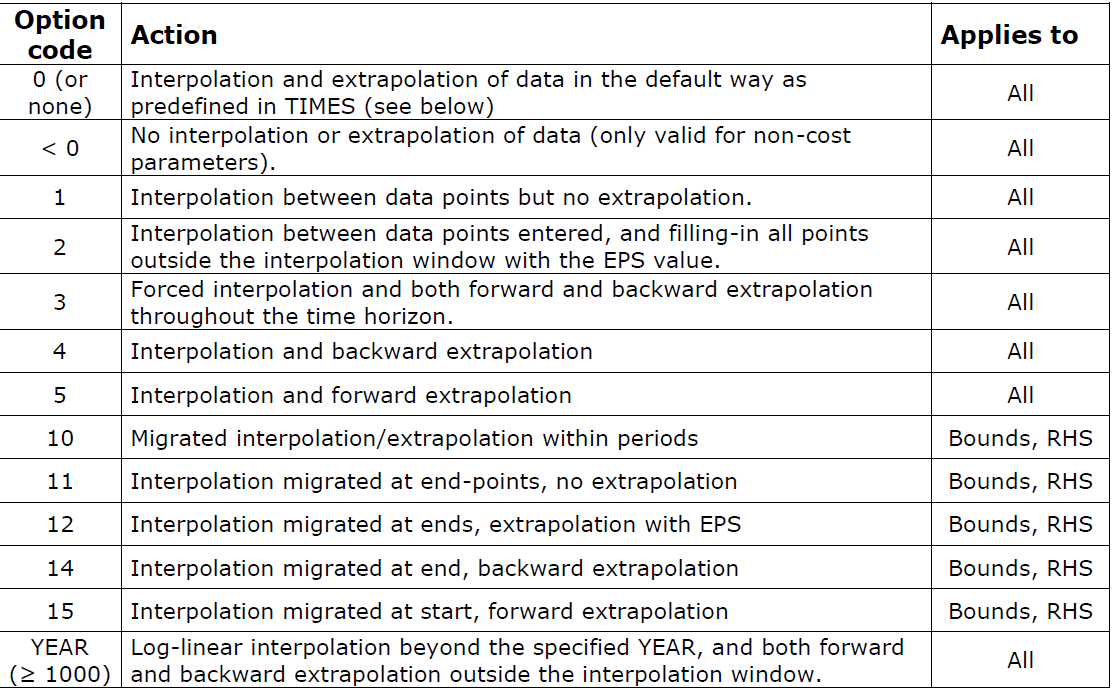 Option code Action Applies to
0 (or none) Interpolation and extrapolation of data in the default way as predefined in TIMES (see below) All
< 0 No interpolation or extrapolation of data (only valid for non-cost parameters). All
1 Interpolation between data points but no extrapolation. All
2 Interpolation between data points entered, and filling-in all points outside the interpolation window with the EPS value. All
3 Forced interpolation and both forward and backward extrapolation throughout the time horizon. All
4 Interpolation and backward extrapolation All
5 Interpolation and forward extrapolation All
10 Migrated interpolation/extrapolation within periods Bounds, RHS
11 Interpolation migrated at end-points, no extrapolation Bounds, RHS
12 Interpolation migrated at ends, extrapolation with EPS Bounds, RHS
14 Interpolation migrated at end, backward extrapolation Bounds, RHS
15 Interpolation migrated at start, forward extrapolation Bounds, RHS
YEAR (≥ 1000) Log-linear interpolation beyond the specified YEAR, and both forward and backward extrapolation outside the interpolation window. All